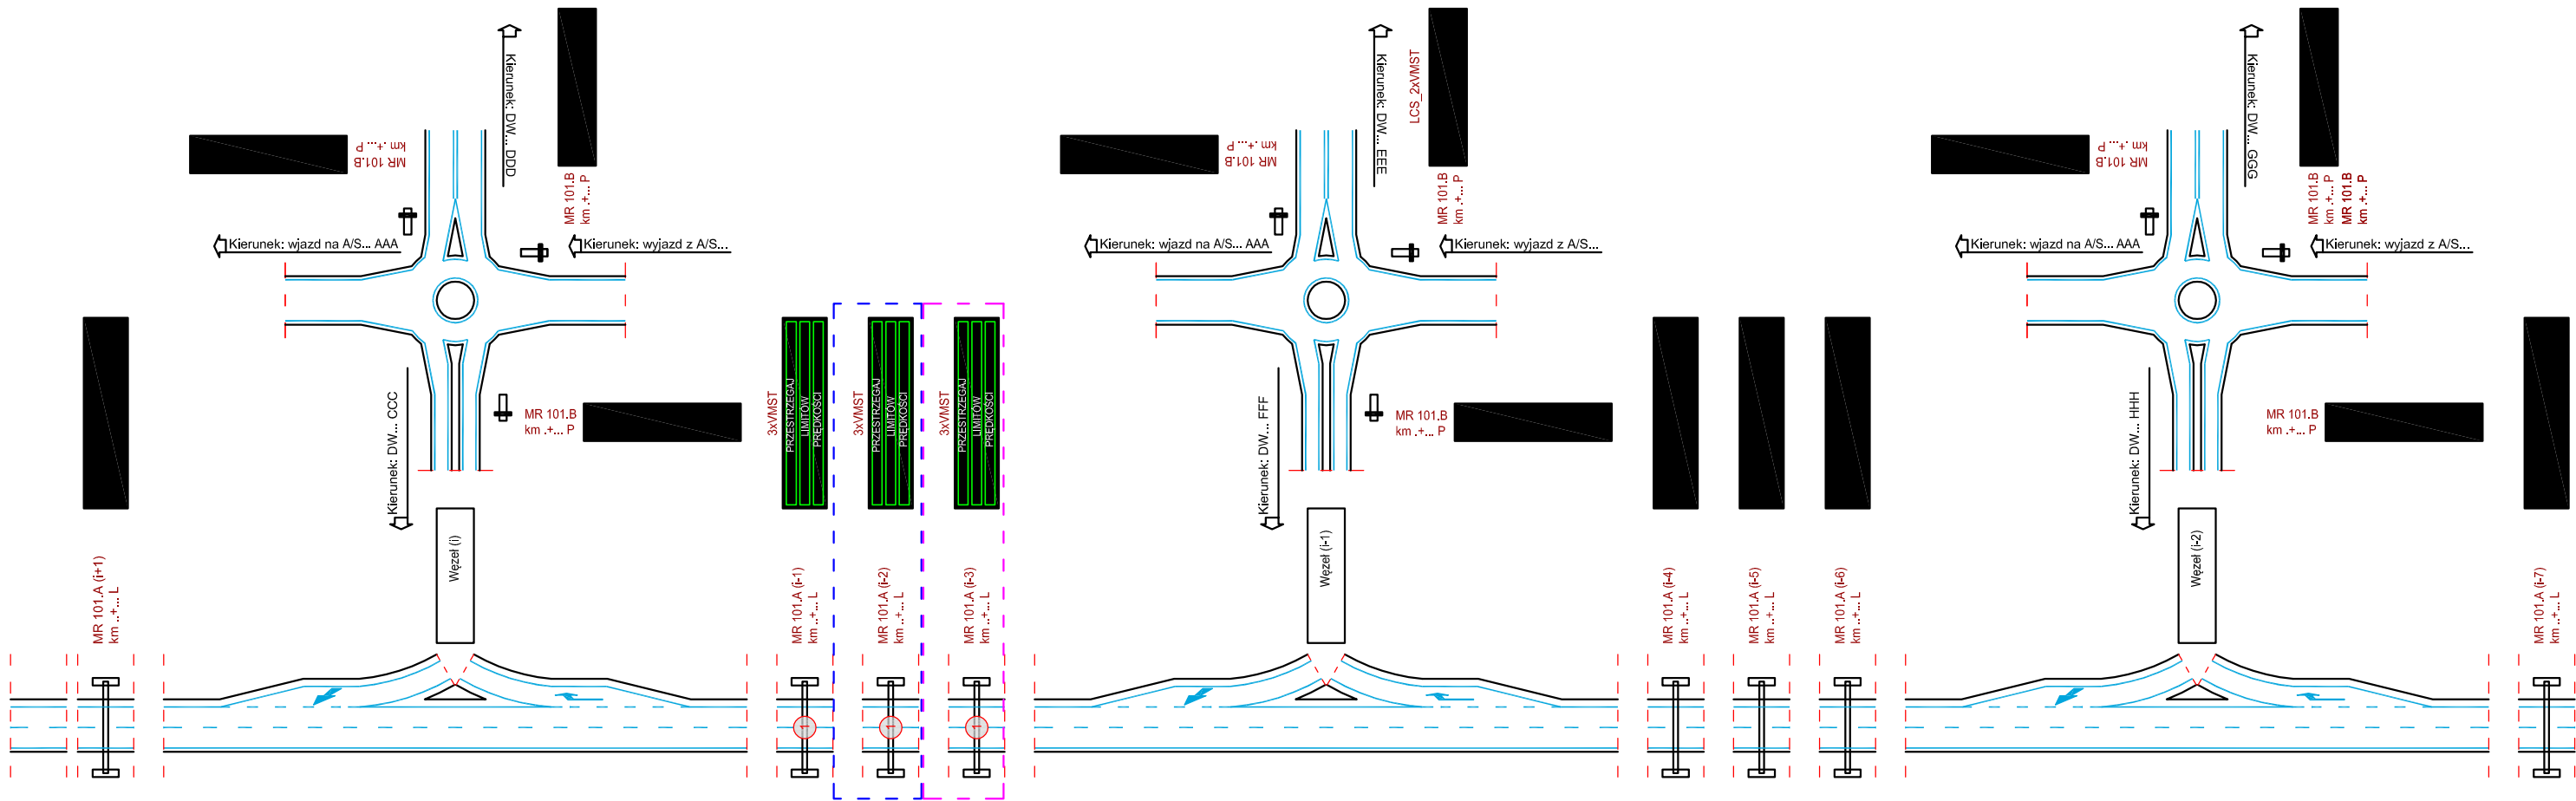 Kierunek: DW... DDD
MR 101.B
km .+... P
MR 101.B
km .+... P
Kierunek: wjazd na A/S... AAA
Kierunek: wyjazd z A/S...
Kierunek: DW... CCC
MR 101.B
km .+... P
Węzeł (i)
MR 101.A (i+1)
km ..+... L
3xVMST
PRZESTRZEGAJ
LIMITÓW
PRĘDKOŚCI
MR 101.A (i-1)
km ..+... L
1
3xVMST
PRZESTRZEGAJ
LIMITÓW
PRĘDKOŚCI
MR 101.A (i-2)
km ..+... L
1
3xVMST
PRZESTRZEGAJ
LIMITÓW
PRĘDKOŚCI
MR 101.A (i-3)
km ..+... L
1
Kierunek: DW... EEE
LCS_2xVMST
MR 101.B
km .+... P
MR 101.B
km .+... P
Kierunek: wjazd na A/S... AAA
Kierunek: wyjazd z A/S...
Kierunek: DW... FFF
MR 101.B
km .+... P
Węzeł (i-1)
MR 101.A (i-4)
km ..+... L
MR 101.A (i-5)
km ..+... L
MR 101.A (i-6)
km ..+... L
Kierunek: DW... GGG
MR 101.B
km .+... P
MR 101.B
km .+... P
MR 101.B
km .+... P
Kierunek: wjazd na A/S... AAA
Kierunek: wyjazd z A/S...
Kierunek: DW... HHH
MR 101.B
km .+... P
Węzeł (i-2)
MR 101.A (i-7)
km ..+... L